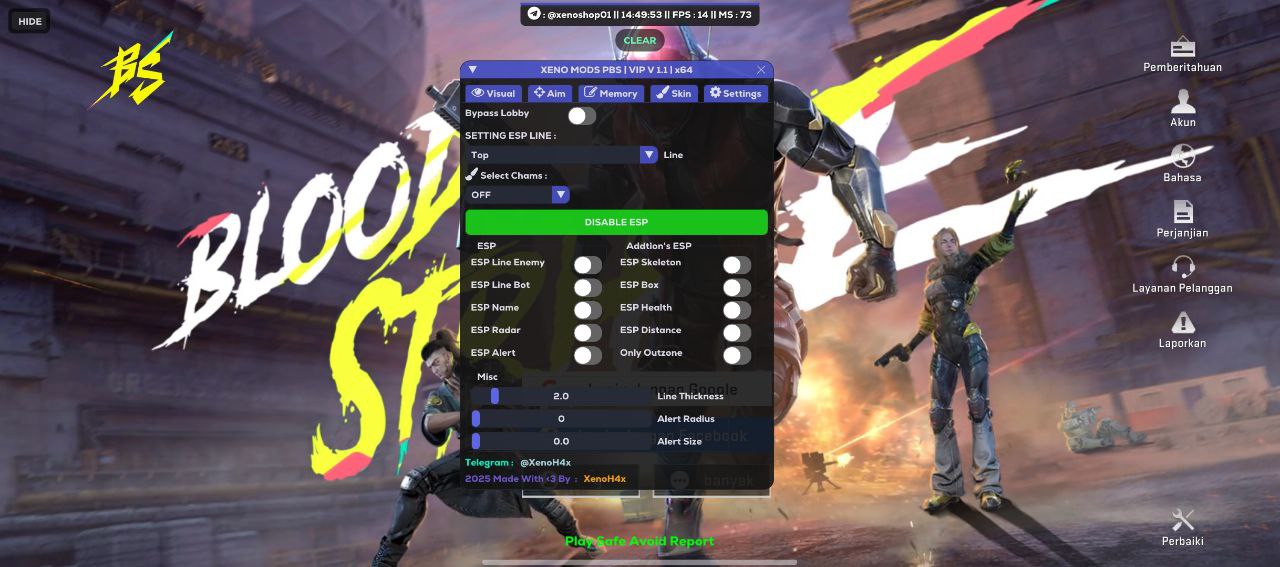 HIDE
: @xenoshop01 || 14:49:53 || FPS : 14 || MS : 73
CLEAR
BS
BLOOD
ST
XENO MODS PBS | VIP V 1.1 | x64
Visual Aim Memory Skin Settings
Bypass Lobby
SETTING ESP LINE :
Top Line
Select Chams :
OFF
DISABLE ESP
ESP Addtion's ESP
ESP Line Enemy ESP Skeleton
ESP Line Bot ESP Box
ESP Name ESP Health
ESP Radar ESP Distance
ESP Alert Only Outzone
Misc
2.0 Line Thickness
0 Alert Radius
0.0 Alert Size
Telegram : @XenoH4x
2025 Made With <3 By : XenoH4x
banyak
Play Safe Avoid Report
Pemberitahuan
Akun
Bahasa
Perjanjian
Layanan Pelanggan
Laporkan
Perbaiki